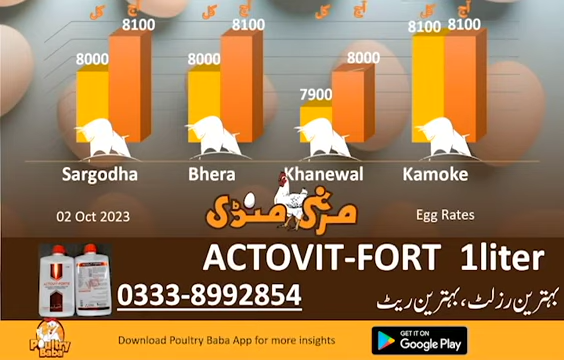 کل آج کل آج کل آج کل آج
8000 8100 8000 8100 7900 8000 8100 8100
Sargodha Bhera Khanewal Kamoke
02 Oct 2023 مرغی منڈی Egg Rates
ACTOVIT-FORT 1liter
0333-8992854 بہترین رزلٹ، بہترین ریٹ
Poultry Baba
Download Poultry Baba App for more insights
GET IT ON
Google Play